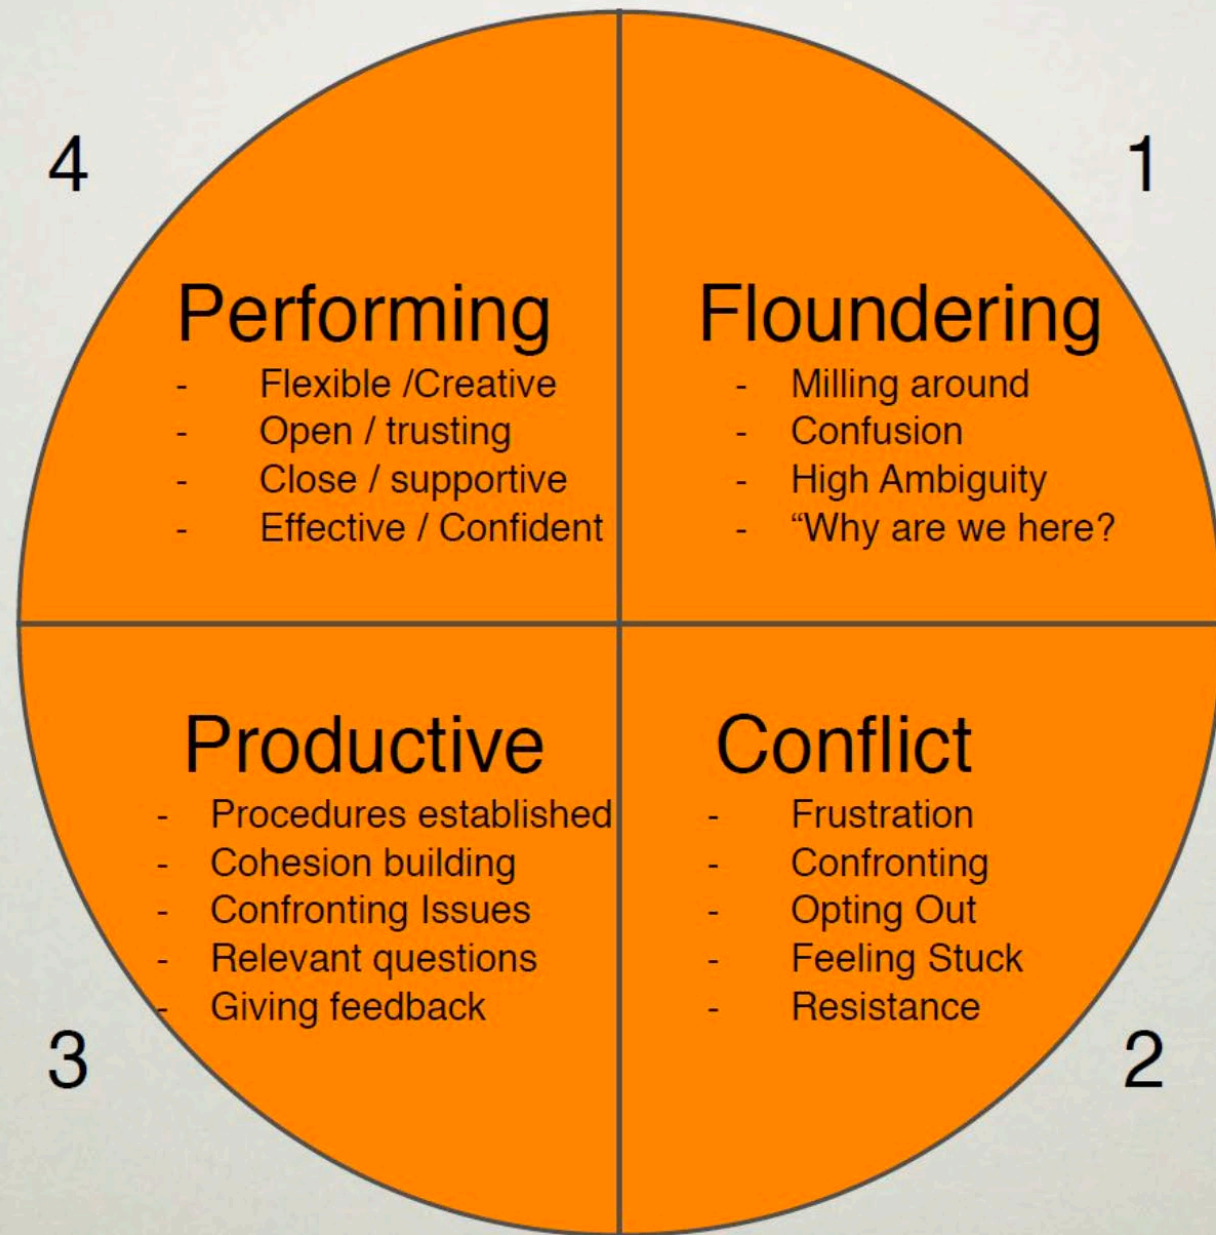 4
1
Performing
- Flexible /Creative
- Open / trusting
- Close / supportive
- Effective / Confident
Floundering
- Milling around
- Confusion
- High Ambiguity
- “Why are we here?
Productive
- Procedures established
- Cohesion building
- Confronting Issues
- Relevant questions
- Giving feedback
Conflict
- Frustration
- Confronting
- Opting Out
- Feeling Stuck
- Resistance
3
2